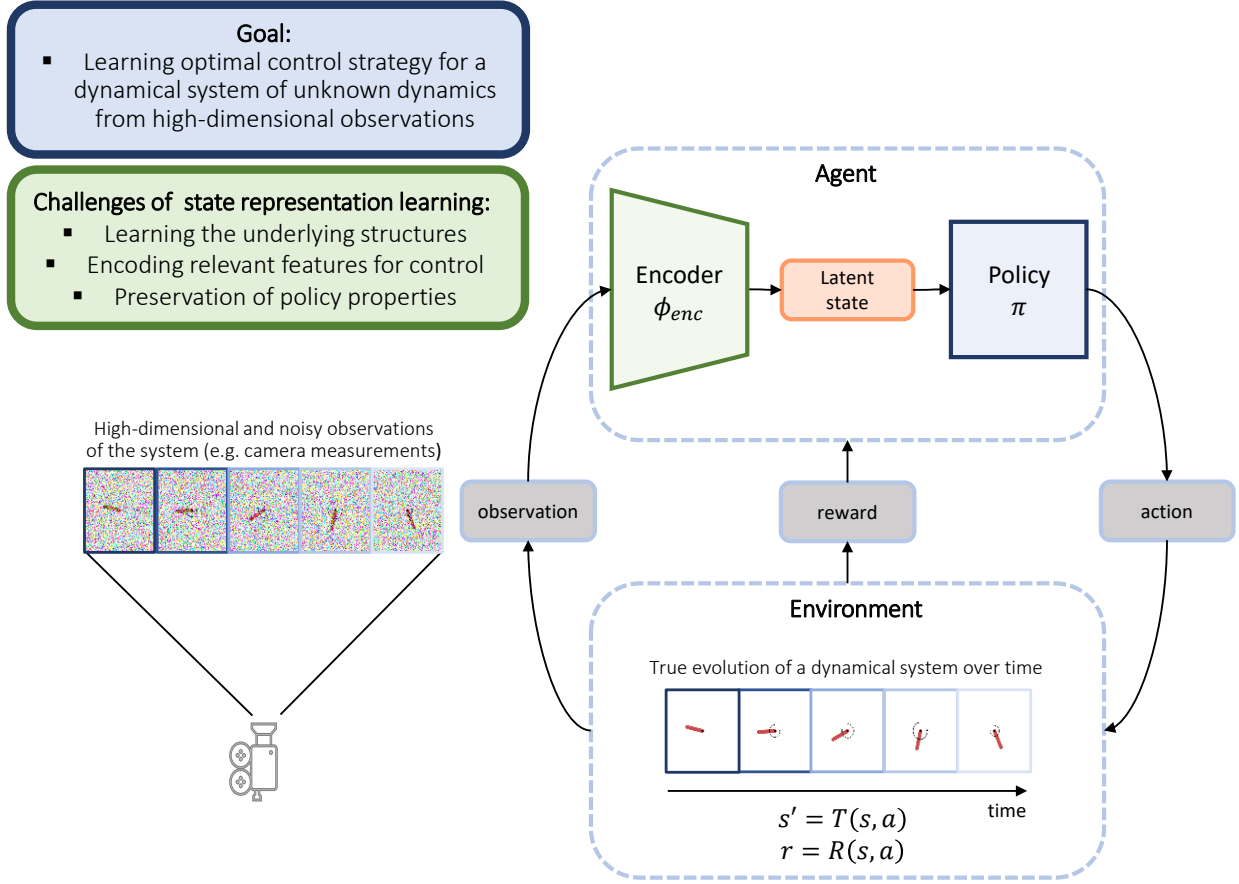 Goal:
▪ Learning optimal control strategy for a
dynamical system of unknown dynamics
from high-dimensional observations
Challenges of state representation learning:
▪ Learning the underlying structures
▪ Encoding relevant features for control
▪ Preservation of policy properties
Agent
Encoder
ϕ_enc
Latent
state
Policy
π
High-dimensional and noisy observations
of the system (e.g. camera measurements)
observation
reward
action
Environment
True evolution of a dynamical system over time
time
s′ = T(s, a)
r = R(s, a)